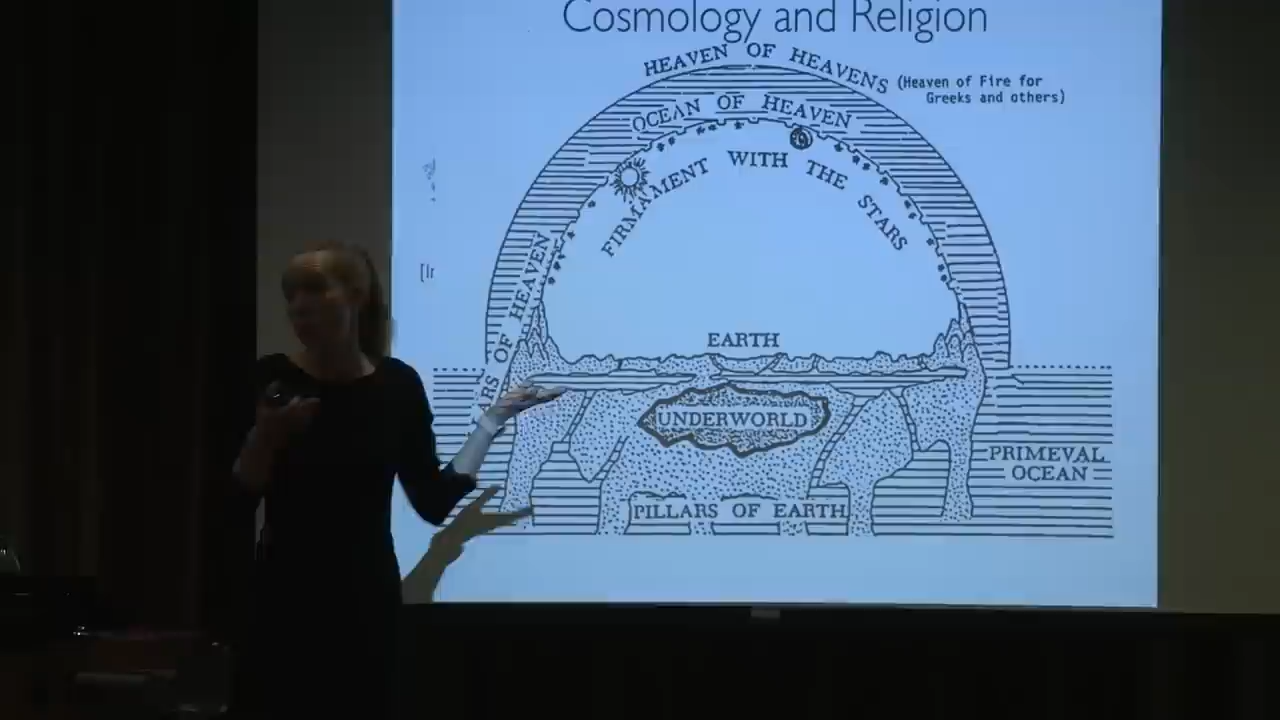 Cosmology and Religion
HEAVEN OF HEAVENS
(Heaven of Fire for
Greeks and others)
OCEAN OF HEAVEN
FIRMAMENT WITH THE STARS
OF HEAVEN
EARTH
UNDERWORLD
PRIMEVAL
OCEAN
PILLARS OF EARTH